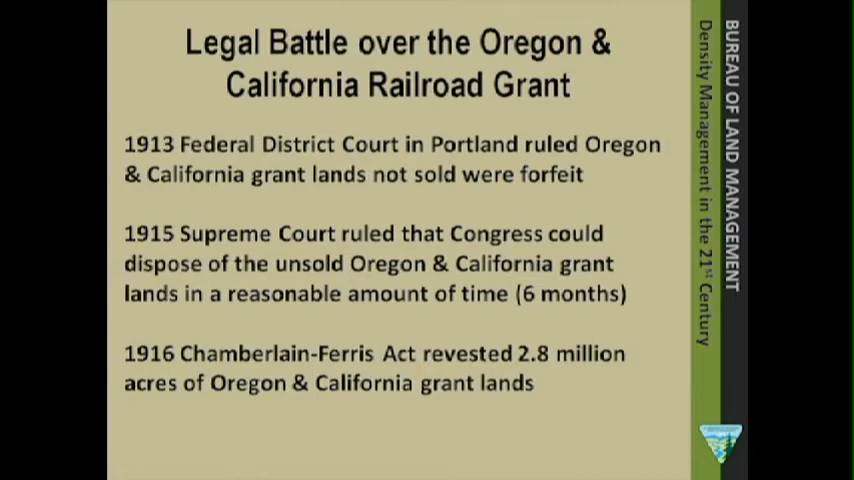 Legal Battle over the Oregon &
California Railroad Grant
1913 Federal District Court in Portland ruled Oregon
& California grant lands not sold were forfeit
1915 Supreme Court ruled that Congress could
dispose of the unsold Oregon & California grant
lands in a reasonable amount of time (6 months)
1916 Chamberlain-Ferris Act revested 2.8 million
acres of Oregon & California grant lands
BUREAU OF LAND MANAGEMENT
Density Management in the 21st Century